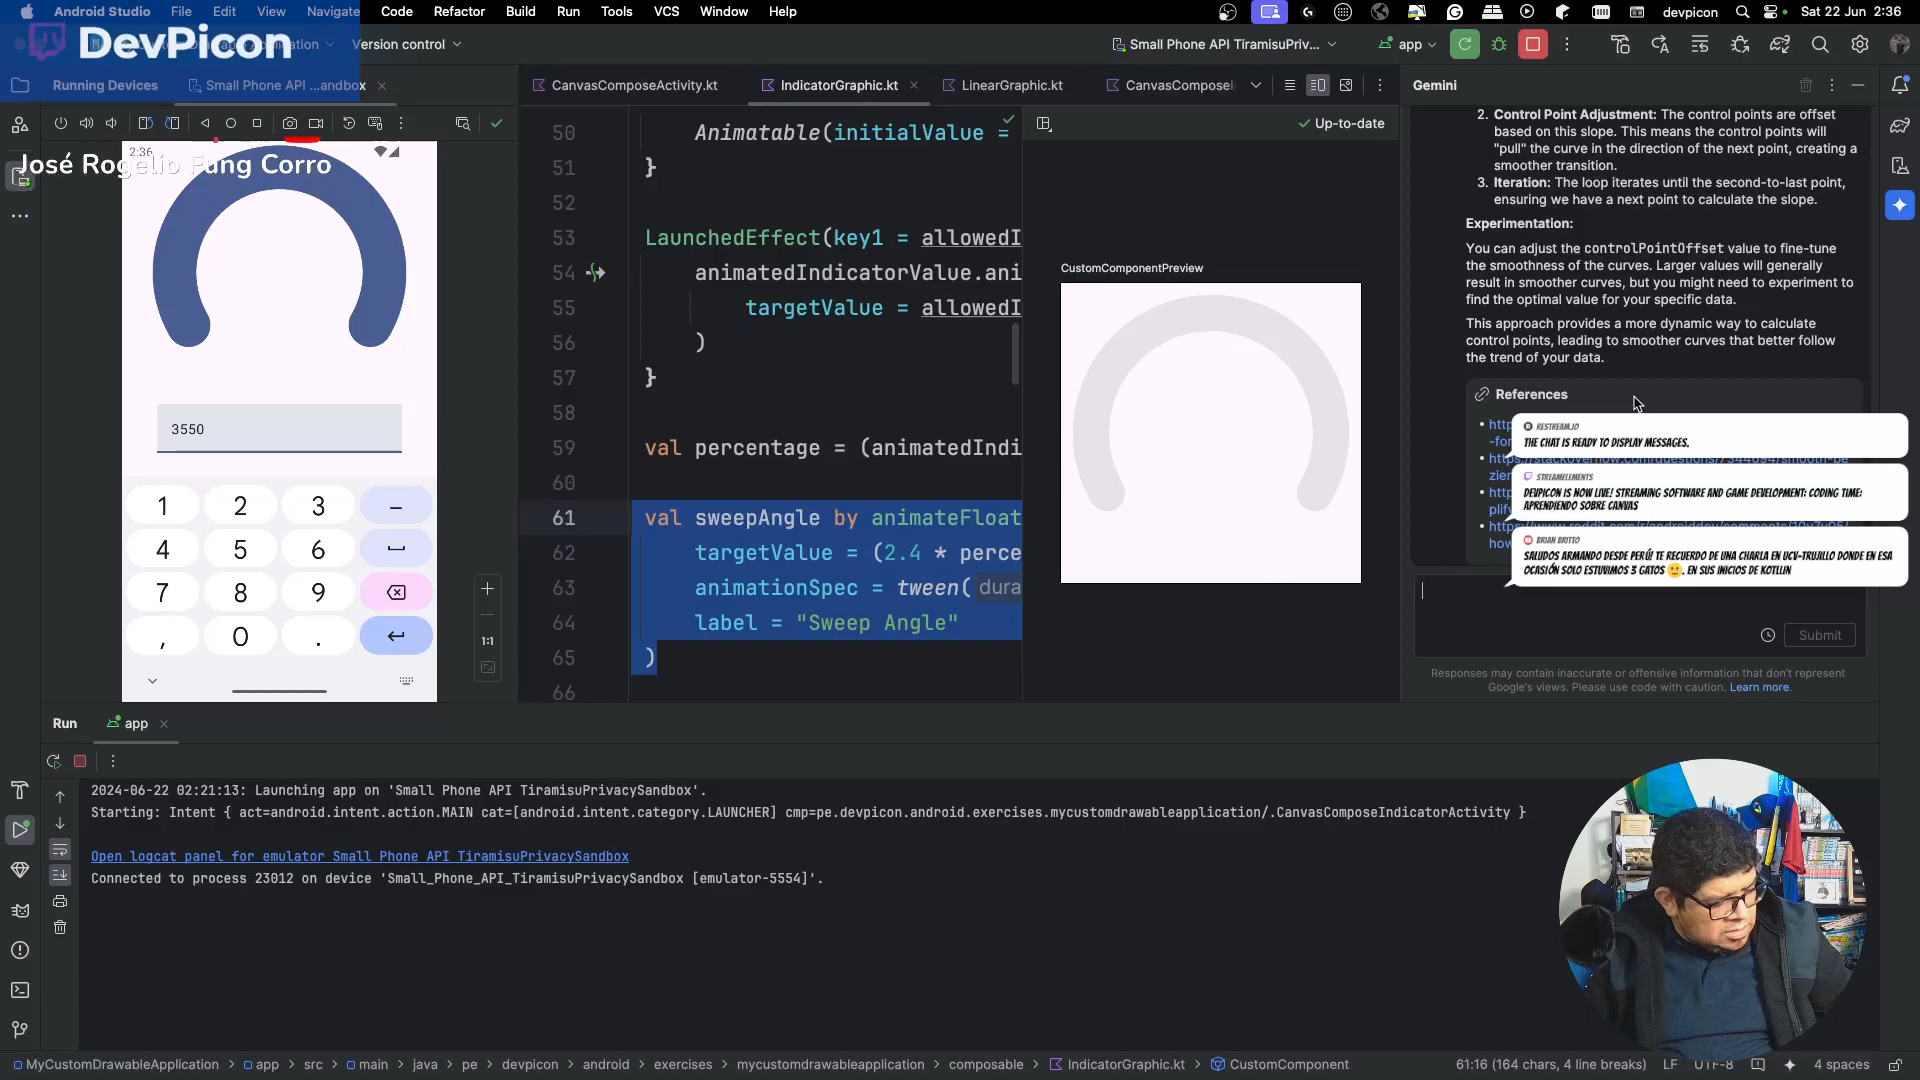 Android Studio File Edit View Navigate Code Refactor Build Run Tools VCS Window Help devpicon Sat 22 Jun 2:36
DevPicon
Version control
Small Phone API TiramisuPriv...
app
Running Devices
Small Phone API ...andbox
CanvasComposeActivity.kt
IndicatorGraphic.kt
LinearGraphic.kt
CanvasComposeI
Gemini
José Rogelio Fung Corro
2:36
3550
1 2 3 –
4 5 6
7 8 9
, 0 .
1:1
50 Animatable(initialValue =
51 }
52
53 LaunchedEffect(key1 = allowedI
54 animatedIndicatorValue.ani
55 targetValue = allowedI
56 )
57 }
58
59 val percentage = (animatedIndi
60
61 val sweepAngle by animateFloat
62 targetValue = (2.4 * perce
63 animationSpec = tween( dura
64 label = "Sweep Angle"
65 )
66
Up-to-date
CustomComponentPreview
2. Control Point Adjustment: The control points are offset
based on this slope. This means the control points will
"pull" the curve in the direction of the next point, creating a
smoother transition.
3. Iteration: The loop iterates until the second-to-last point,
ensuring we have a next point to calculate the slope.
Experimentation:
You can adjust the controlPointOffset value to fine-tune
the smoothness of the curves. Larger values will generally
result in smoother curves, but you might need to experiment to
find the optimal value for your specific data.
This approach provides a more dynamic way to calculate
control points, leading to smoother curves that better follow
the trend of your data.
References
RESTREAM.IO
THE CHAT IS READY TO DISPLAY MESSAGES.
STREAMELEMENTS
DEVPICON IS NOW LIVE! STREAMING SOFTWARE AND GAME DEVELOPMENT: CODING TIME:
APRENDIENDO SOBRE CANVAS
BRIAN BRITTO
SALUDOS ARMANDO DESDE PERÚ! TE RECUERDO DE UNA CHARLA EN UCV-TRUJILLO DONDE EN ESA
OCASIÓN SOLO ESTUVIMOS 3 GATOS 🙂. EN SUS INICIOS DE KOTLLIN
Submit
Responses may contain inaccurate or offensive information that don't represent
Google's views. Please use code with caution. Learn more.
Run app
2024-06-22 02:21:13: Launching app on 'Small Phone API TiramisuPrivacySandbox'.
Starting: Intent { act=android.intent.action.MAIN cat=[android.intent.category.LAUNCHER] cmp=pe.devpicon.android.exercises.mycustomdrawableapplication/.CanvasComposeIndicatorActivity }
Open logcat panel for emulator Small Phone API TiramisuPrivacySandbox
Connected to process 23012 on device 'Small_Phone_API_TiramisuPrivacySandbox [emulator-5554]'.
MyCustomDrawableApplication > app > src > main > java > pe > devpicon > android > exercises > mycustomdrawableapplication > composable > IndicatorGraphic.kt > CustomComponent
61:16 (164 chars, 4 line breaks) LF UTF-8 4 spaces